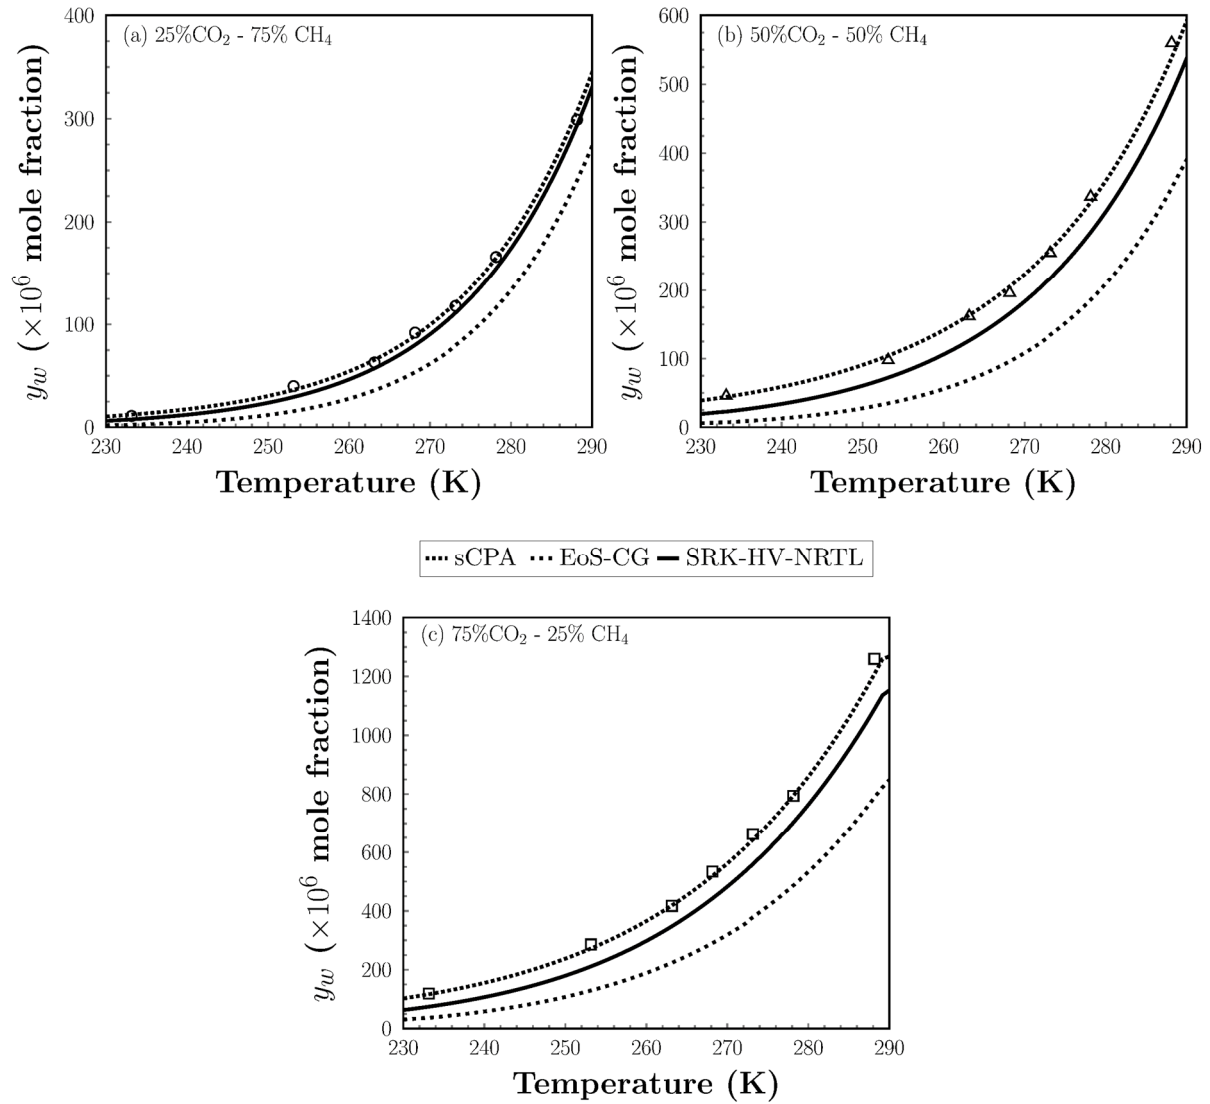 (a) 25%CO₂ - 75% CH₄
400
300
200
100
0
230 240 250 260 270 280 290
y_w (×10⁶ mole fraction)
Temperature (K)
(b) 50%CO₂ - 50% CH₄
600
500
400
300
200
100
0
230 240 250 260 270 280 290
y_w (×10⁶ mole fraction)
Temperature (K)
sCPA EoS-CG SRK-HV-NRTL
(c) 75%CO₂ - 25% CH₄
1400
1200
1000
800
600
400
200
0
230 240 250 260 270 280 290
y_w (×10⁶ mole fraction)
Temperature (K)